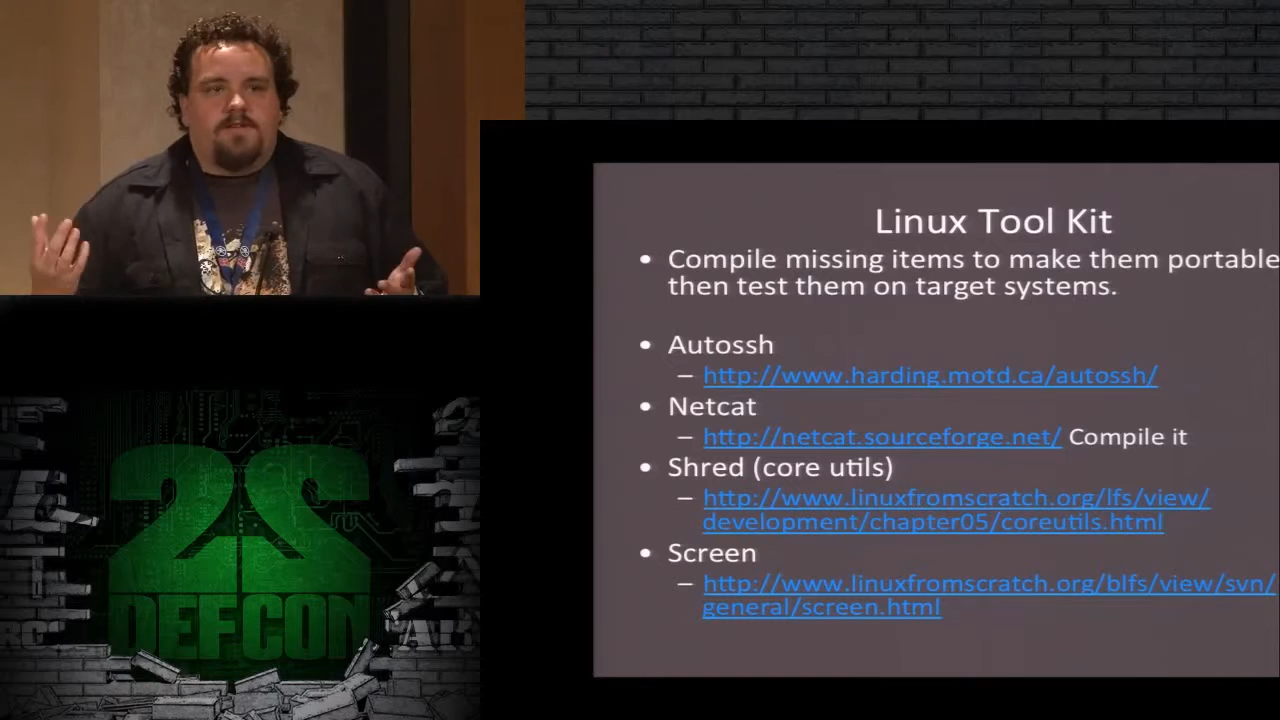 Linux Tool Kit
• Compile missing items to make them portable
then test them on target systems.
• Autossh
– http://www.harding.motd.ca/autossh/
• Netcat
– http://netcat.sourceforge.net/ Compile it
• Shred (core utils)
– http://www.linuxfromscratch.org/lfs/view/
development/chapter05/coreutils.html
• Screen
– http://www.linuxfromscratch.org/blfs/view/svn/
general/screen.html
22
DEFCON